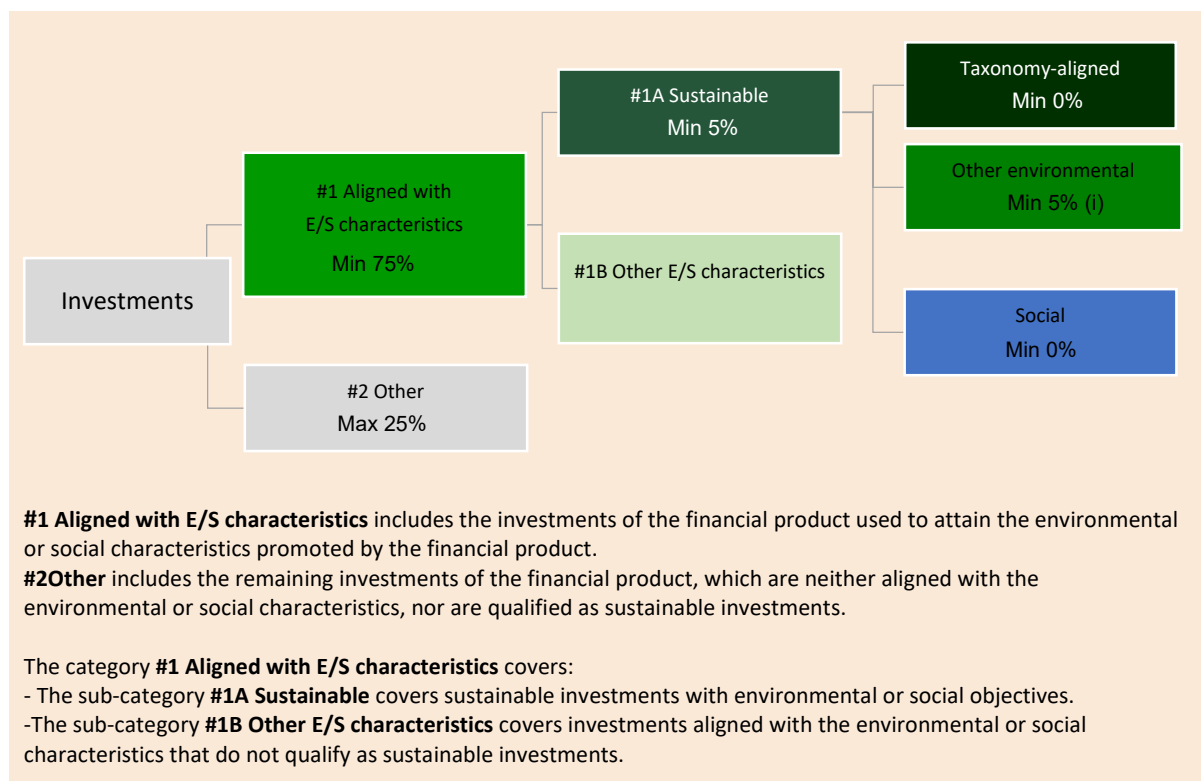 Investments
#1 Aligned with
E/S characteristics
Min 75%
#2 Other
Max 25%
#1A Sustainable
Min 5%
#1B Other E/S characteristics
Taxonomy-aligned
Min 0%
Other environmental
Min 5% (i)
Social
Min 0%
#1 Aligned with E/S characteristics includes the investments of the financial product used to attain the environmental
or social characteristics promoted by the financial product.
#2Other includes the remaining investments of the financial product, which are neither aligned with the
environmental or social characteristics, nor are qualified as sustainable investments.
The category #1 Aligned with E/S characteristics covers:
- The sub-category #1A Sustainable covers sustainable investments with environmental or social objectives.
-The sub-category #1B Other E/S characteristics covers investments aligned with the environmental or social
characteristics that do not qualify as sustainable investments.